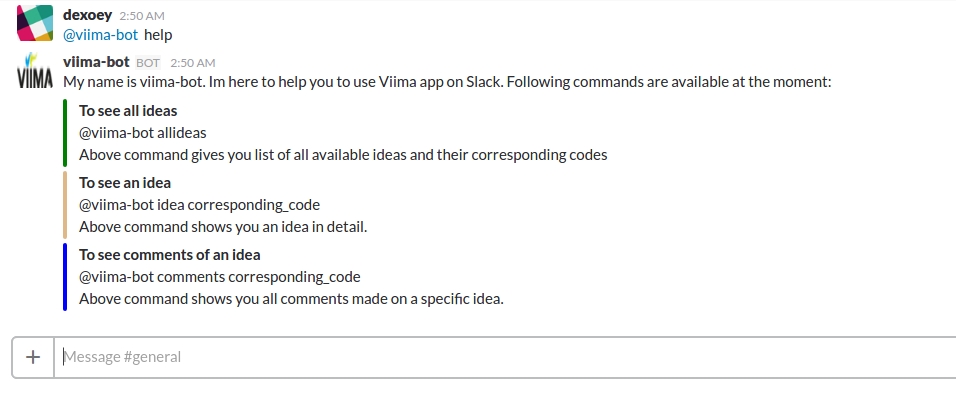 dexoey 2:50 AM
@viima-bot help
VIIMA
viima-bot BOT 2:50 AM
My name is viima-bot. Im here to help you to use Viima app on Slack. Following commands are available at the moment:
To see all ideas
@viima-bot allideas
Above command gives you list of all available ideas and their corresponding codes
To see an idea
@viima-bot idea corresponding_code
Above command shows you an idea in detail.
To see comments of an idea
@viima-bot comments corresponding_code
Above command shows you all comments made on a specific idea.
+ Message #general